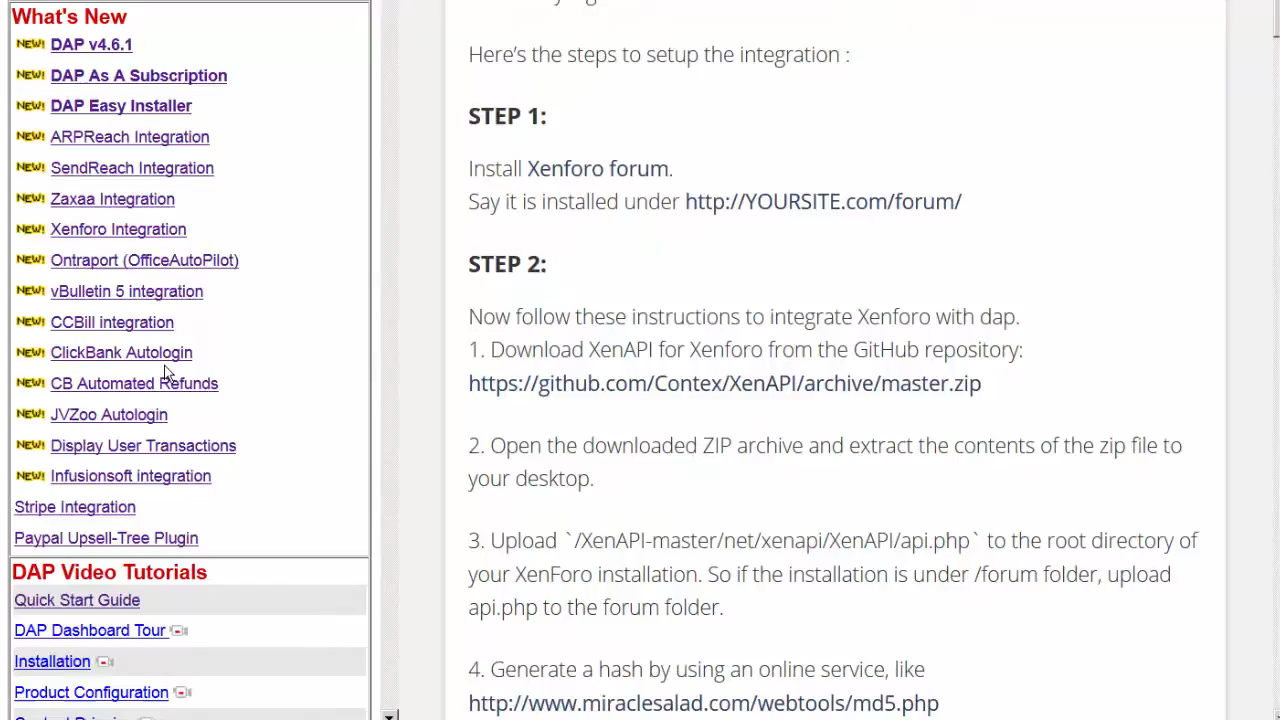 What's New
NEW! DAP v4.6.1
NEW! DAP As A Subscription
NEW! DAP Easy Installer
NEW! ARPReach Integration
NEW! SendReach Integration
NEW! Zaxaa Integration
NEW! Xenforo Integration
NEW! Ontraport (OfficeAutoPilot)
NEW! vBulletin 5 integration
NEW! CCBill integration
NEW! ClickBank Autologin
NEW! CB Automated Refunds
NEW! JVZoo Autologin
NEW! Display User Transactions
NEW! Infusionsoft integration
Stripe Integration
Paypal Upsell-Tree Plugin
DAP Video Tutorials
Quick Start Guide
DAP Dashboard Tour
Installation
Product Configuration
Here's the steps to setup the integration :
STEP 1:
Install Xenforo forum.
Say it is installed under http://YOURSITE.com/forum/
STEP 2:
Now follow these instructions to integrate Xenforo with dap.
1. Download XenAPI for Xenforo from the GitHub repository:
https://github.com/Contex/XenAPI/archive/master.zip
2. Open the downloaded ZIP archive and extract the contents of the zip file to
your desktop.
3. Upload `/XenAPI-master/net/xenapi/XenAPI/api.php` to the root directory of
your XenForo installation. So if the installation is under /forum folder, upload
api.php to the forum folder.
4. Generate a hash by using an online service, like
http://www.miraclesalad.com/webtools/md5.php